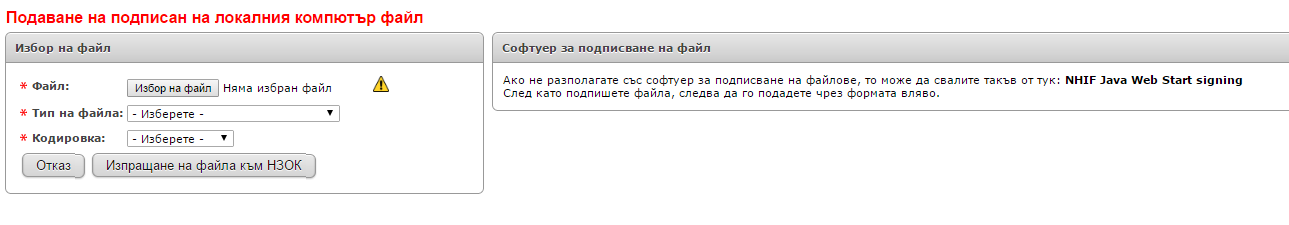 Подаване на подписан на локалния компютър файл
Избор на файл
* Файл: Избор на файл Няма избран файл
* Тип на файла: - Изберете -
* Кодировка: - Изберете -
Отказ Изпращане на файла към НЗОК
Софтуер за подписване на файл
Ако не разполагате със софтуер за подписване на файлове, то може да свалите такъв от тук: NHIF Java Web Start signing
След като подпишете файла, следва да го подадете чрез формата вляво.